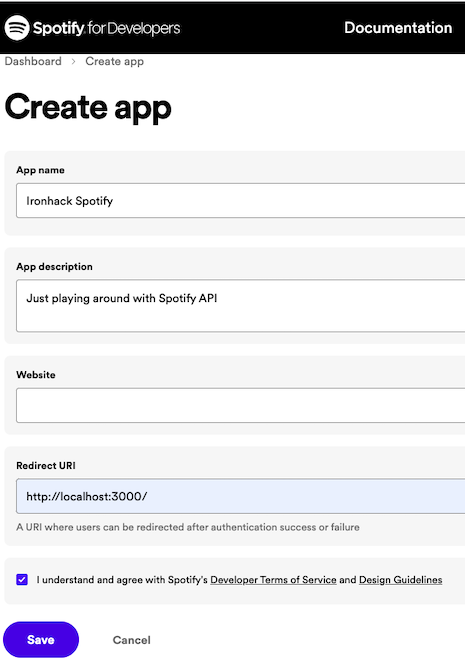 Spotify for Developers Documentation
Dashboard > Create app
Create app
App name
Ironhack Spotify
App description
Just playing around with Spotify API
Website
Redirect URI
http://localhost:3000/
A URI where users can be redirected after authentication success or failure
I understand and agree with Spotify's Developer Terms of Service and Design Guidelines
Save Cancel